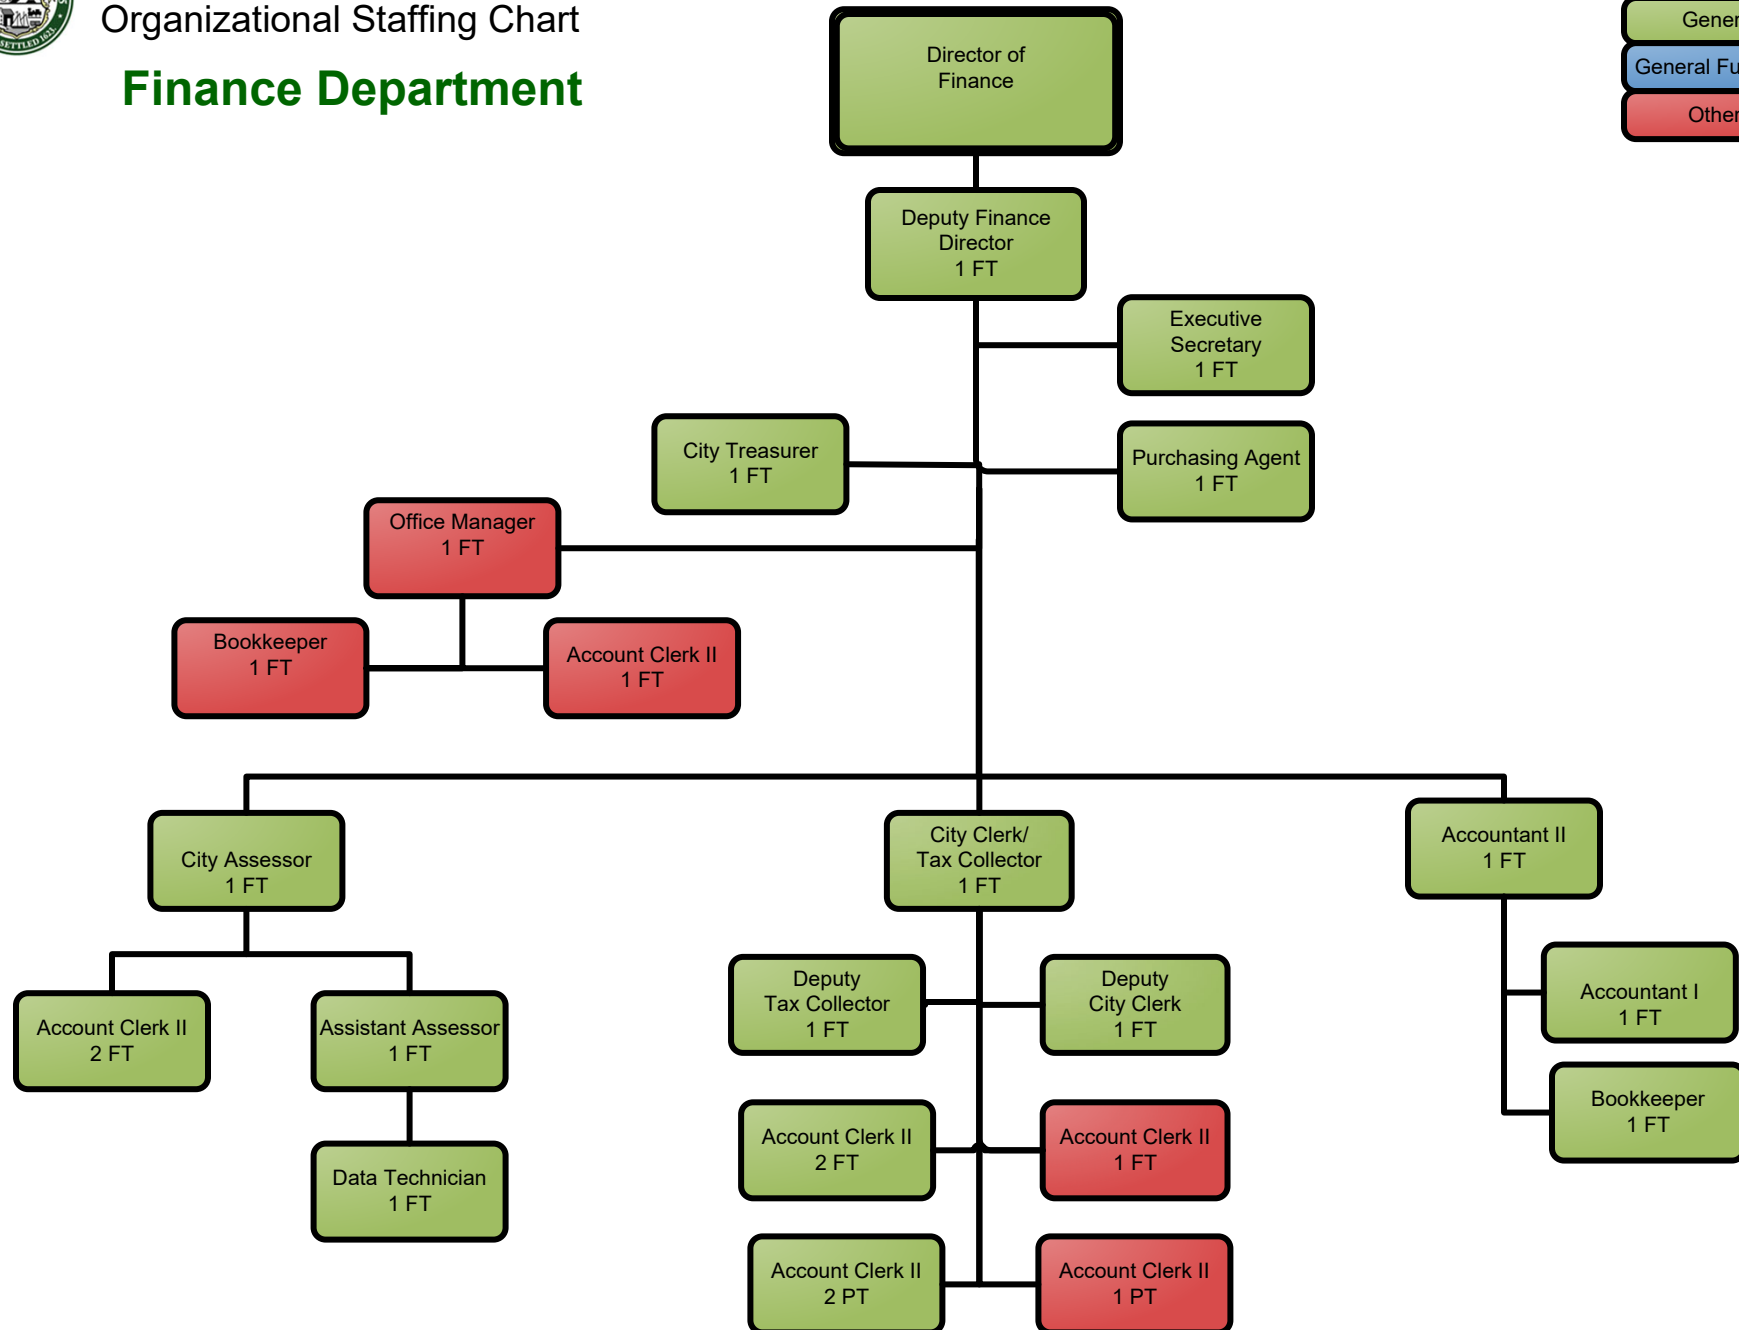 Organizational Staffing Chart
Finance Department
SETTLED 1623
Director of
Finance
General Fu
Other
Deputy Finance
Director
1 FT
Executive
Secretary
1 FT
City Treasurer
1 FT
Purchasing Agent
1 FT
Office Manager
1 FT
Bookkeeper
1 FT
Account Clerk II
1 FT
City Assessor
1 FT
City Clerk/
Tax Collector
1 FT
Accountant II
1 FT
Account Clerk II
2 FT
Assistant Assessor
1 FT
Data Technician
1 FT
Deputy
Tax Collector
1 FT
Deputy
City Clerk
1 FT
Account Clerk II
2 FT
Account Clerk II
1 FT
Account Clerk II
2 PT
Account Clerk II
1 PT
Accountant I
1 FT
Bookkeeper
1 FT